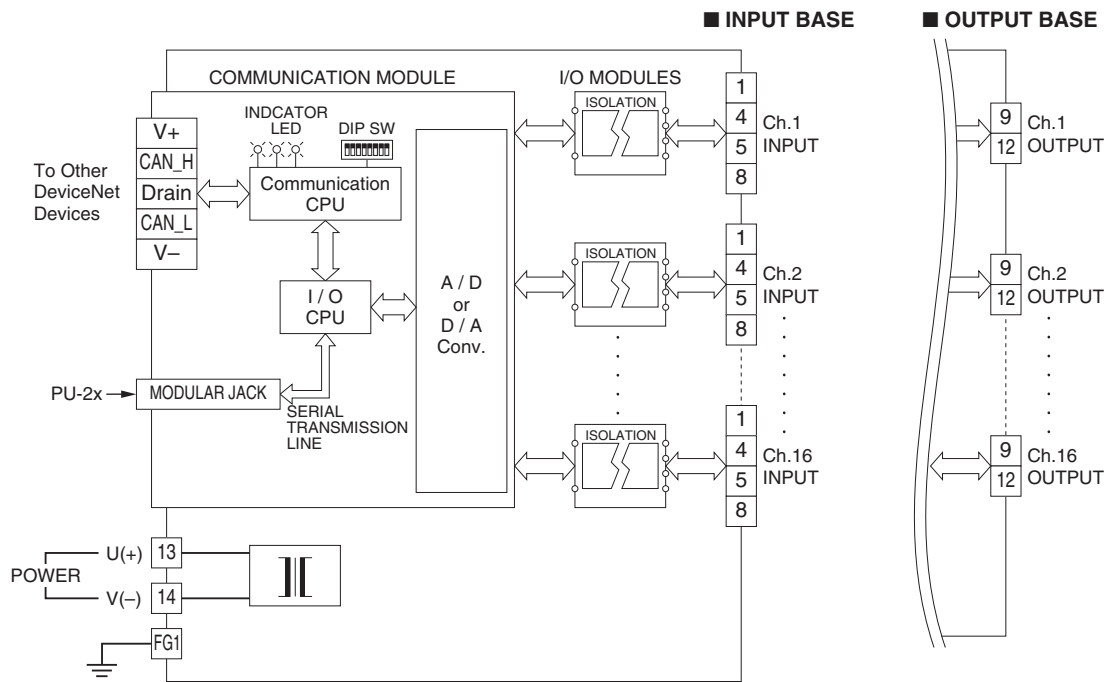 ■ INPUT BASE
■ OUTPUT BASE
COMMUNICATION MODULE
I/O MODULES
INDCATOR
LED
DIP SW
To Other
DeviceNet
Devices
V+
CAN_H
Drain
CAN_L
V–
Communication
CPU
I / O
CPU
A / D
or
D / A
Conv.
PU-2x
MODULAR JACK
SERIAL
TRANSMISSION
LINE
ISOLATION
1
4
5
8
Ch.1
INPUT
ISOLATION
1
4
5
8
Ch.2
INPUT
ISOLATION
1
4
5
8
Ch.16
INPUT
9
12
Ch.1
OUTPUT
9
12
Ch.2
OUTPUT
9
12
Ch.16
OUTPUT
POWER
U(+)
13
V(–)
14
FG1